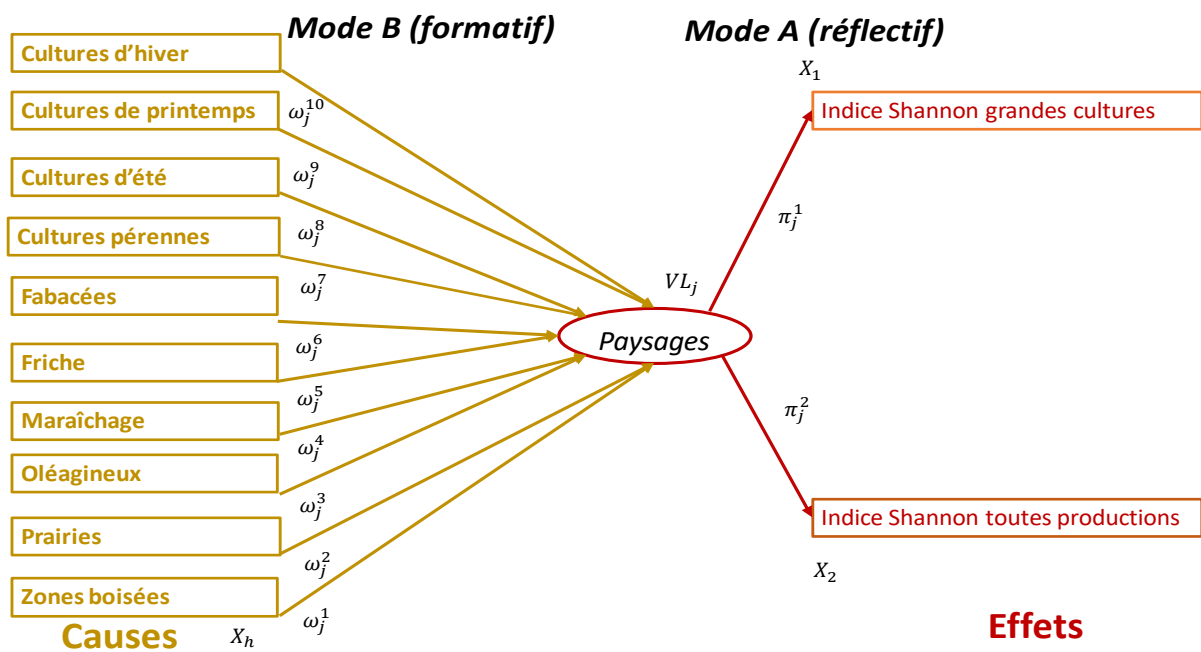 Mode B (formatif)
Mode A (réflectif)
Cultures d'hiver
X_1
Cultures de printemps
ω_j^10
Indice Shannon grandes cultures
Cultures d'été
ω_j^9
Cultures pérennes
ω_j^8
π_j^1
Fabacées
ω_j^7
VL_j
Paysages
Friche
ω_j^6
Maraîchage
ω_j^5
π_j^2
Oléagineux
ω_j^4
ω_j^3
Indice Shannon toutes productions
Prairies
ω_j^2
X_2
Zones boisées
ω_j^1
Causes
X_h
Effets